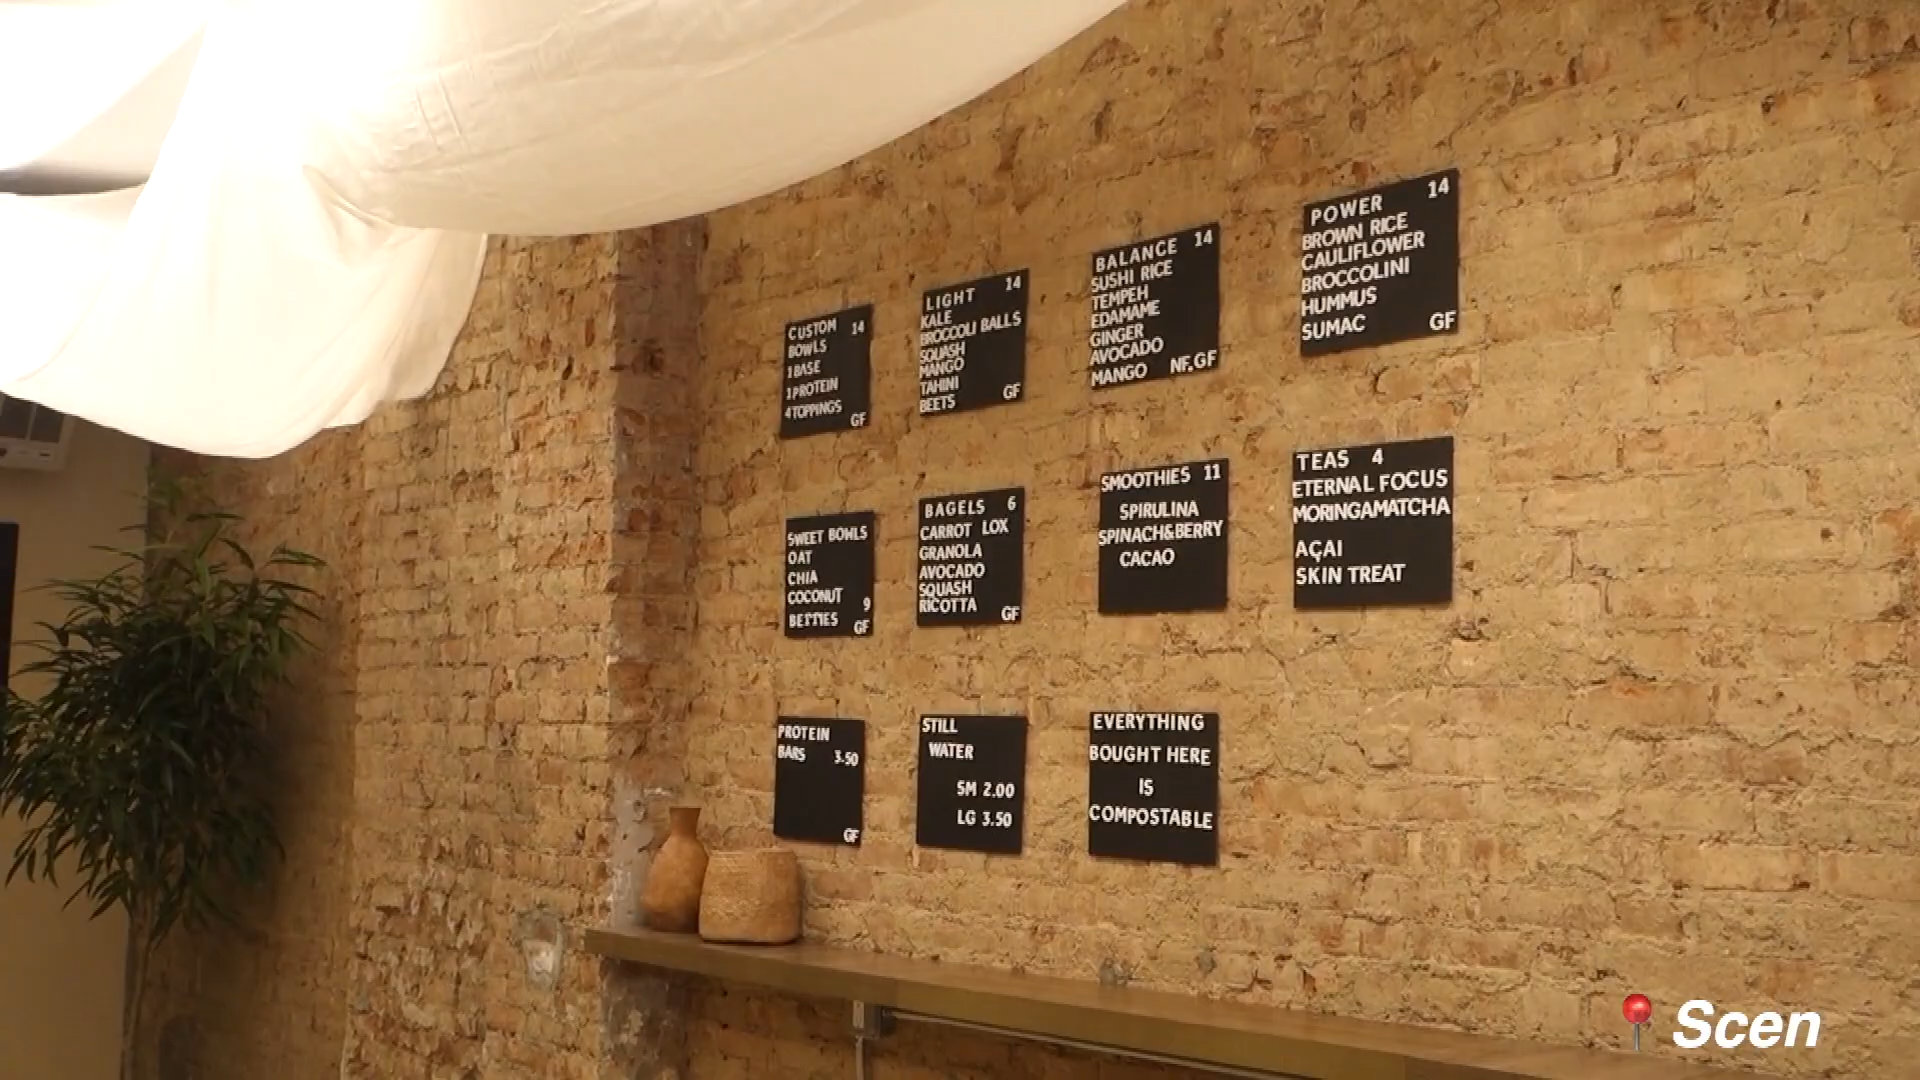 CUSTOM 14
BOWLS
1 BASE
1 PROTEIN
4 TOPPINGS
GF
LIGHT 14
KALE
BROCCOLI BALLS
SQUASH
MANGO
TAHINI
BEETS GF
BALANCE 14
SUSHI RICE
TEMPEH
EDAMAME
GINGER
AVOCADO
MANGO NF,GF
POWER 14
BROWN RICE
CAULIFLOWER
BROCCOLINI
HUMMUS
SUMAC GF
SWEET BOWLS
OAT
CHIA
COCONUT 9
BETTIES GF
BAGELS 6
CARROT LOX
GRANOLA
AVOCADO
SQUASH
RICOTTA GF
SMOOTHIES 11
SPIRULINA
SPINACH&BERRY
CACAO
TEAS 4
ETERNAL FOCUS
MORINGAMATCHA
AÇAI
SKIN TREAT
PROTEIN
BARS 3.50
GF
STILL
WATER
SM 2.00
LG 3.50
EVERYTHING
BOUGHT HERE
IS
COMPOSTABLE
Scen